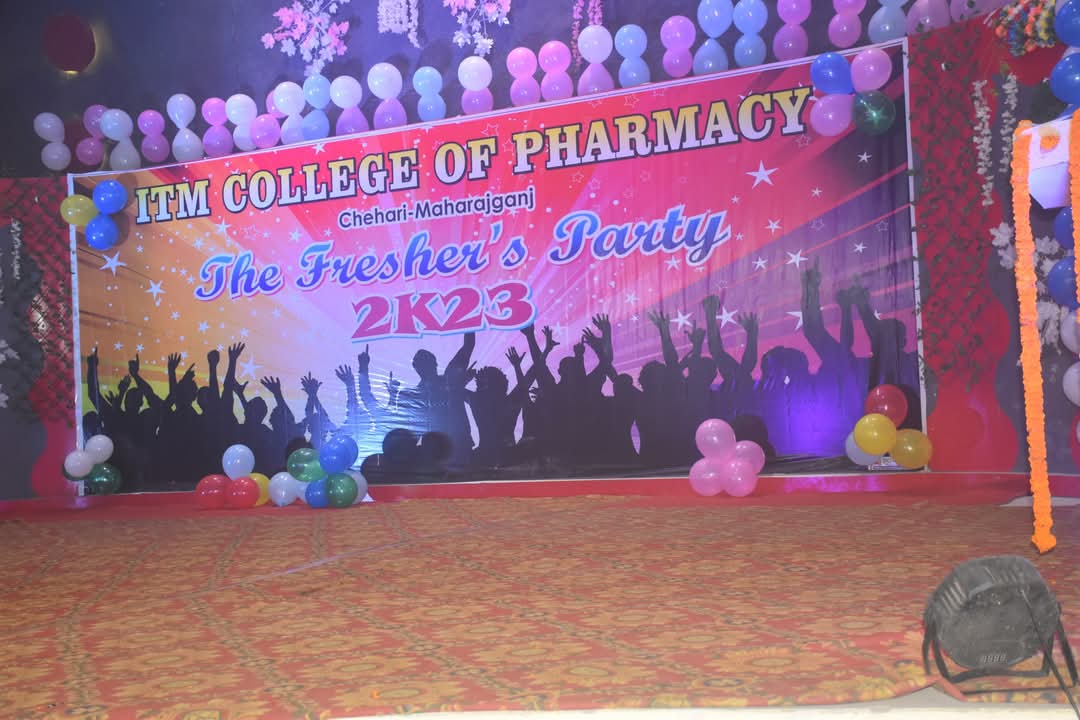 ITM COLLEGE OF PHARMACY
Chehari-Maharajganj
The Fresher's Party
2K23